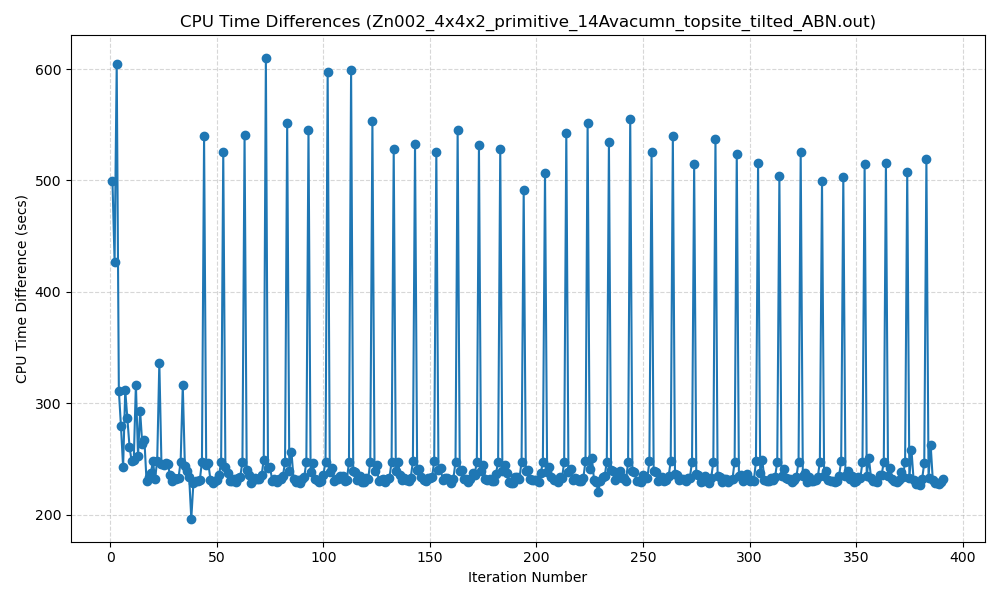 CPU Time Differences (Zn002_4x4x2_primitive_14Avacumn_topsite_tilted_ABN.out)
CPU Time Difference (secs)
600
500
400
300
200
0 50 100 150 200 250 300 350 400
Iteration Number